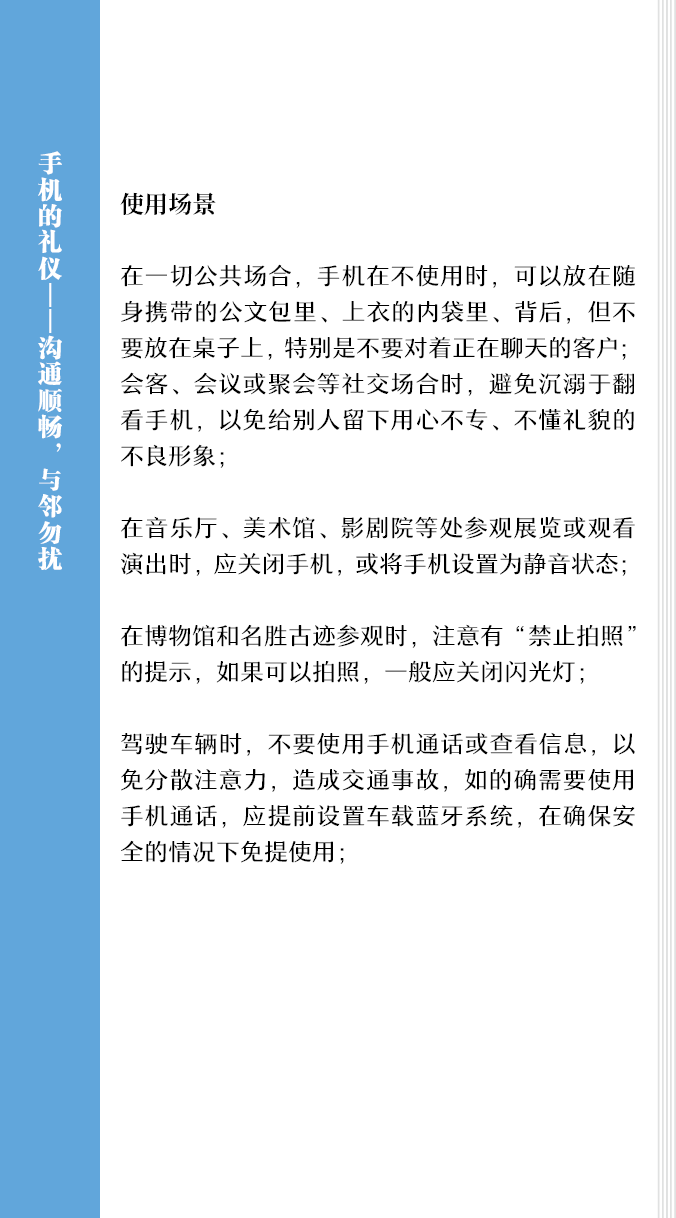 手机的礼仪——沟通顺畅，与邻勿扰
使用场景
在一切公共场合，手机在不使用时，可以放在随
身携带的公文包里、上衣的内袋里、背后，但不
要放在桌子上，特别是不要对着正在聊天的客户；
会客、会议或聚会等社交场合时，避免沉溺于翻
看手机，以免给别人留下用心不专、不懂礼貌的
不良形象；
在音乐厅、美术馆、影剧院等处参观展览或观看
演出时，应关闭手机，或将手机设置为静音状态；
在博物馆和名胜古迹参观时，注意有“禁止拍照”
的提示，如果可以拍照，一般应关闭闪光灯；
驾驶车辆时，不要使用手机通话或查看信息，以
免分散注意力，造成交通事故，如的确需要使用
手机通话，应提前设置车载蓝牙系统，在确保安
全的情况下免提使用；